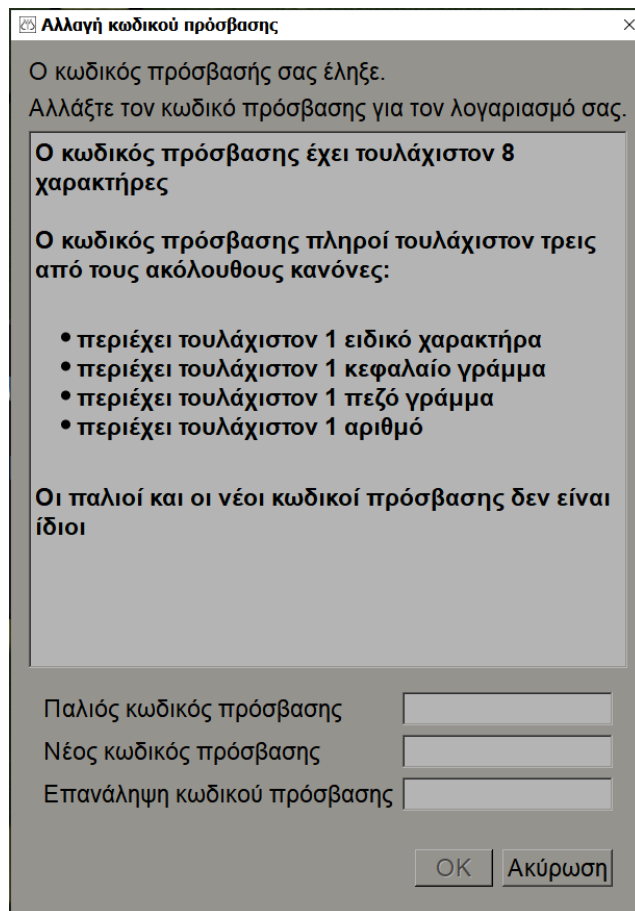 Αλλαγή κωδικού πρόσβασης
Ο κωδικός πρόσβασής σας έληξε.
Αλλάξτε τον κωδικό πρόσβασης για τον λογαριασμό σας.
Ο κωδικός πρόσβασης έχει τουλάχιστον 8
χαρακτήρες
Ο κωδικός πρόσβασης πληροί τουλάχιστον τρεις
από τους ακόλουθους κανόνες:
• περιέχει τουλάχιστον 1 ειδικό χαρακτήρα
• περιέχει τουλάχιστον 1 κεφαλαίο γράμμα
• περιέχει τουλάχιστον 1 πεζό γράμμα
• περιέχει τουλάχιστον 1 αριθμό
Οι παλιοί και οι νέοι κωδικοί πρόσβασης δεν είναι
ίδιοι
Παλιός κωδικός πρόσβασης
Νέος κωδικός πρόσβασης
Επανάληψη κωδικού πρόσβασης
OK Ακύρωση